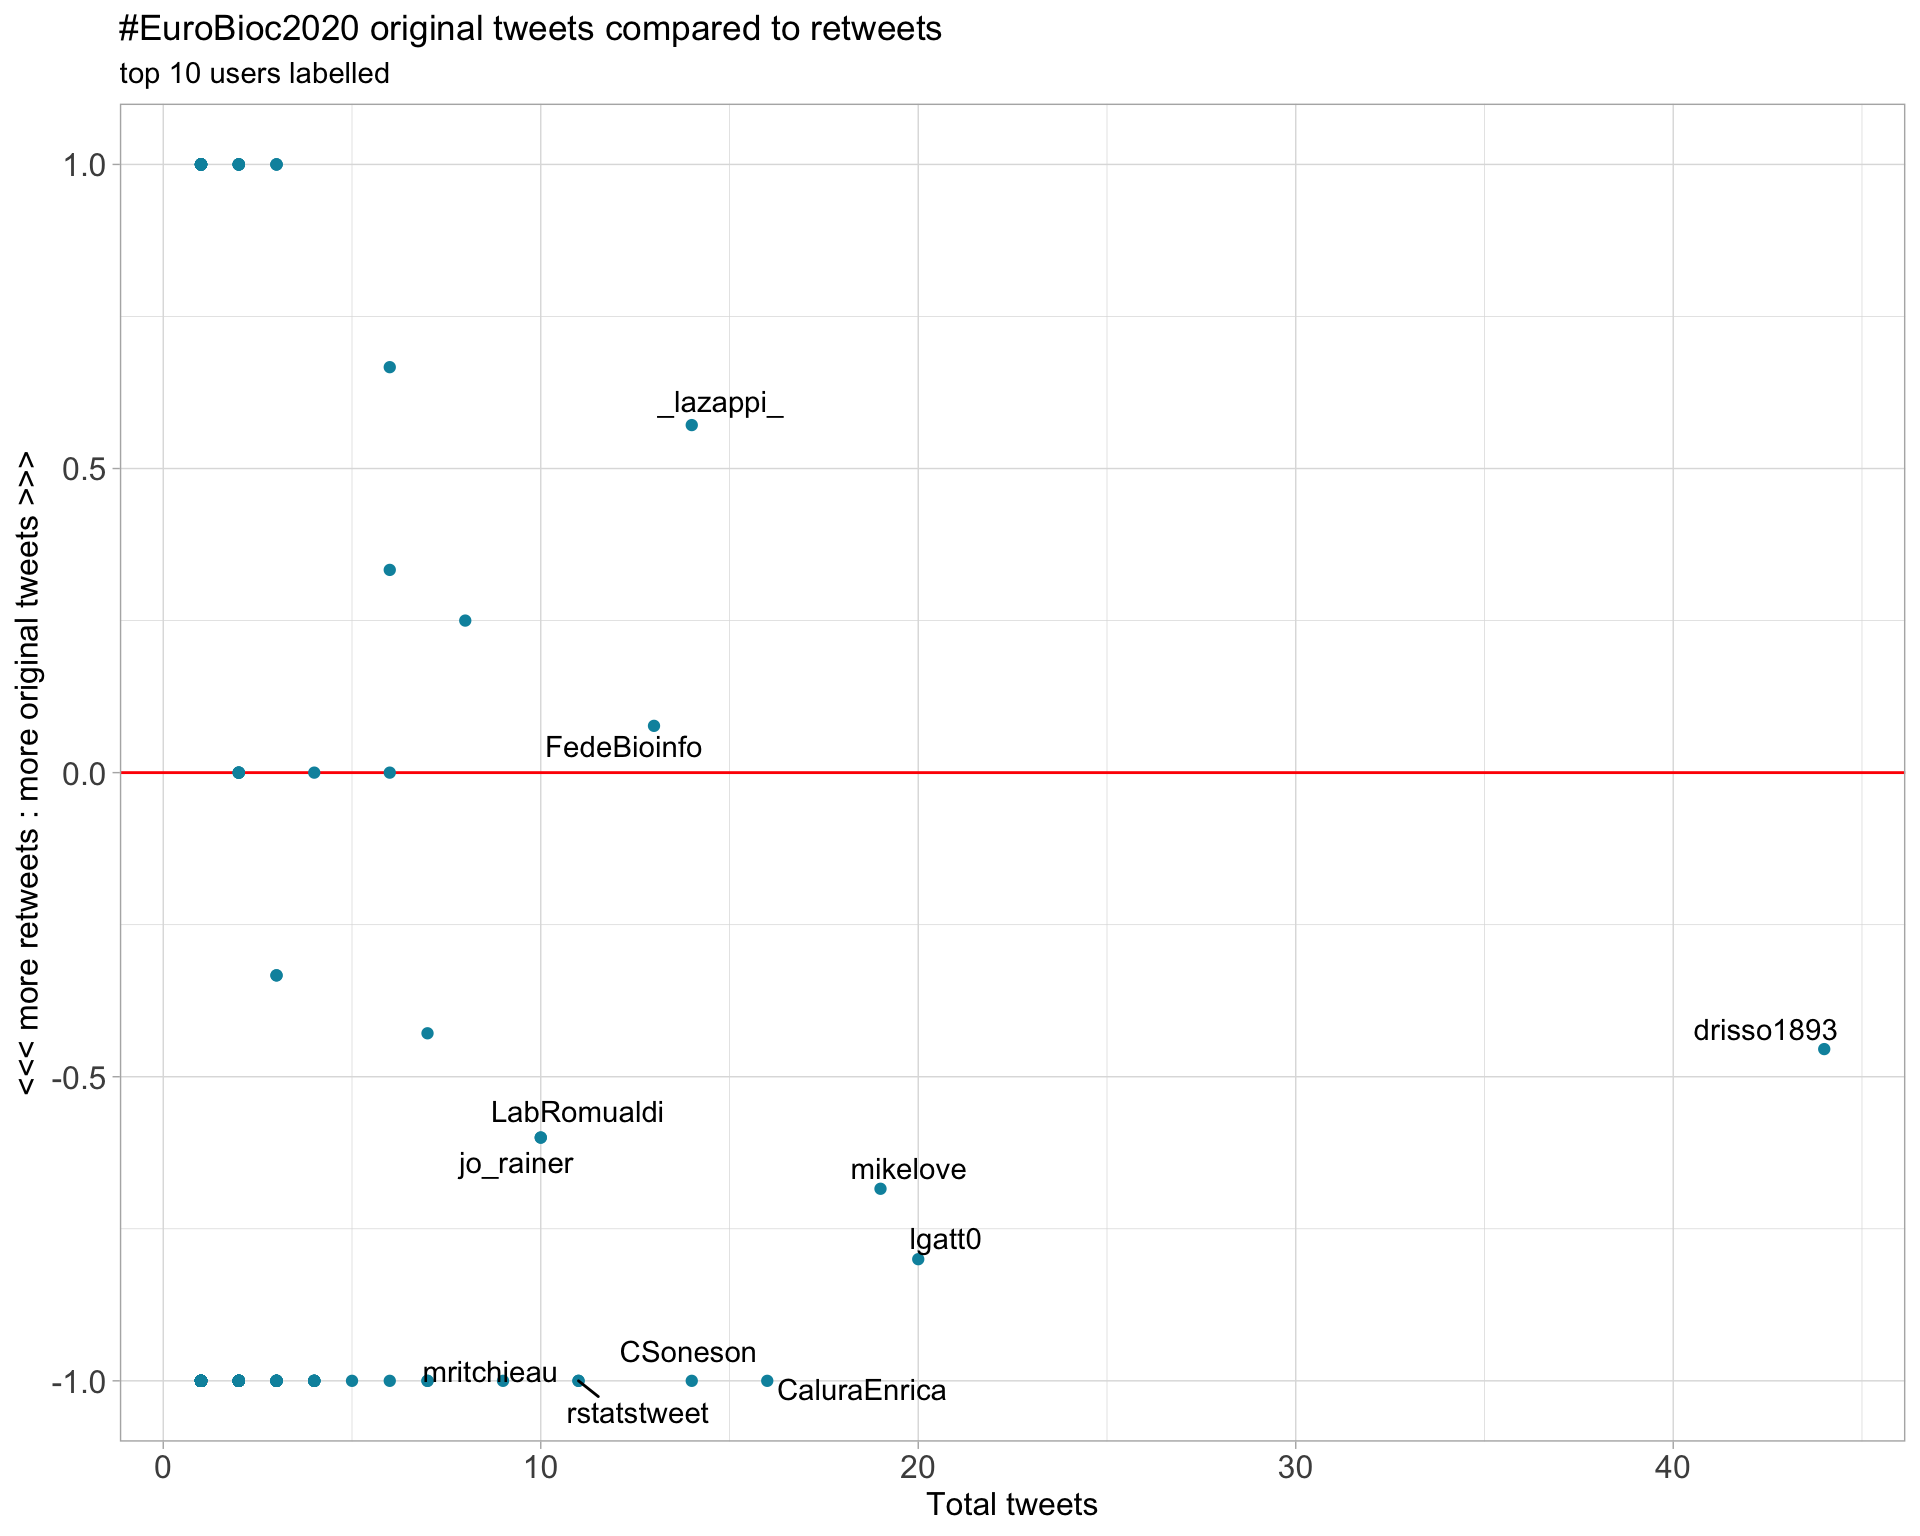 #EuroBioc2020 original tweets compared to retweets
top 10 users labelled
<<< more retweets : more original tweets >>>
1.0
0.5
0.0
-0.5
-1.0
_lazappi_
FedeBioinfo
drisso1893
LabRomualdi
jo_rainer
mikelove
lgatt0
CSoneson
mritchieau
CaluraEnrica
rstatstweet
0
10
20
30
40
Total tweets